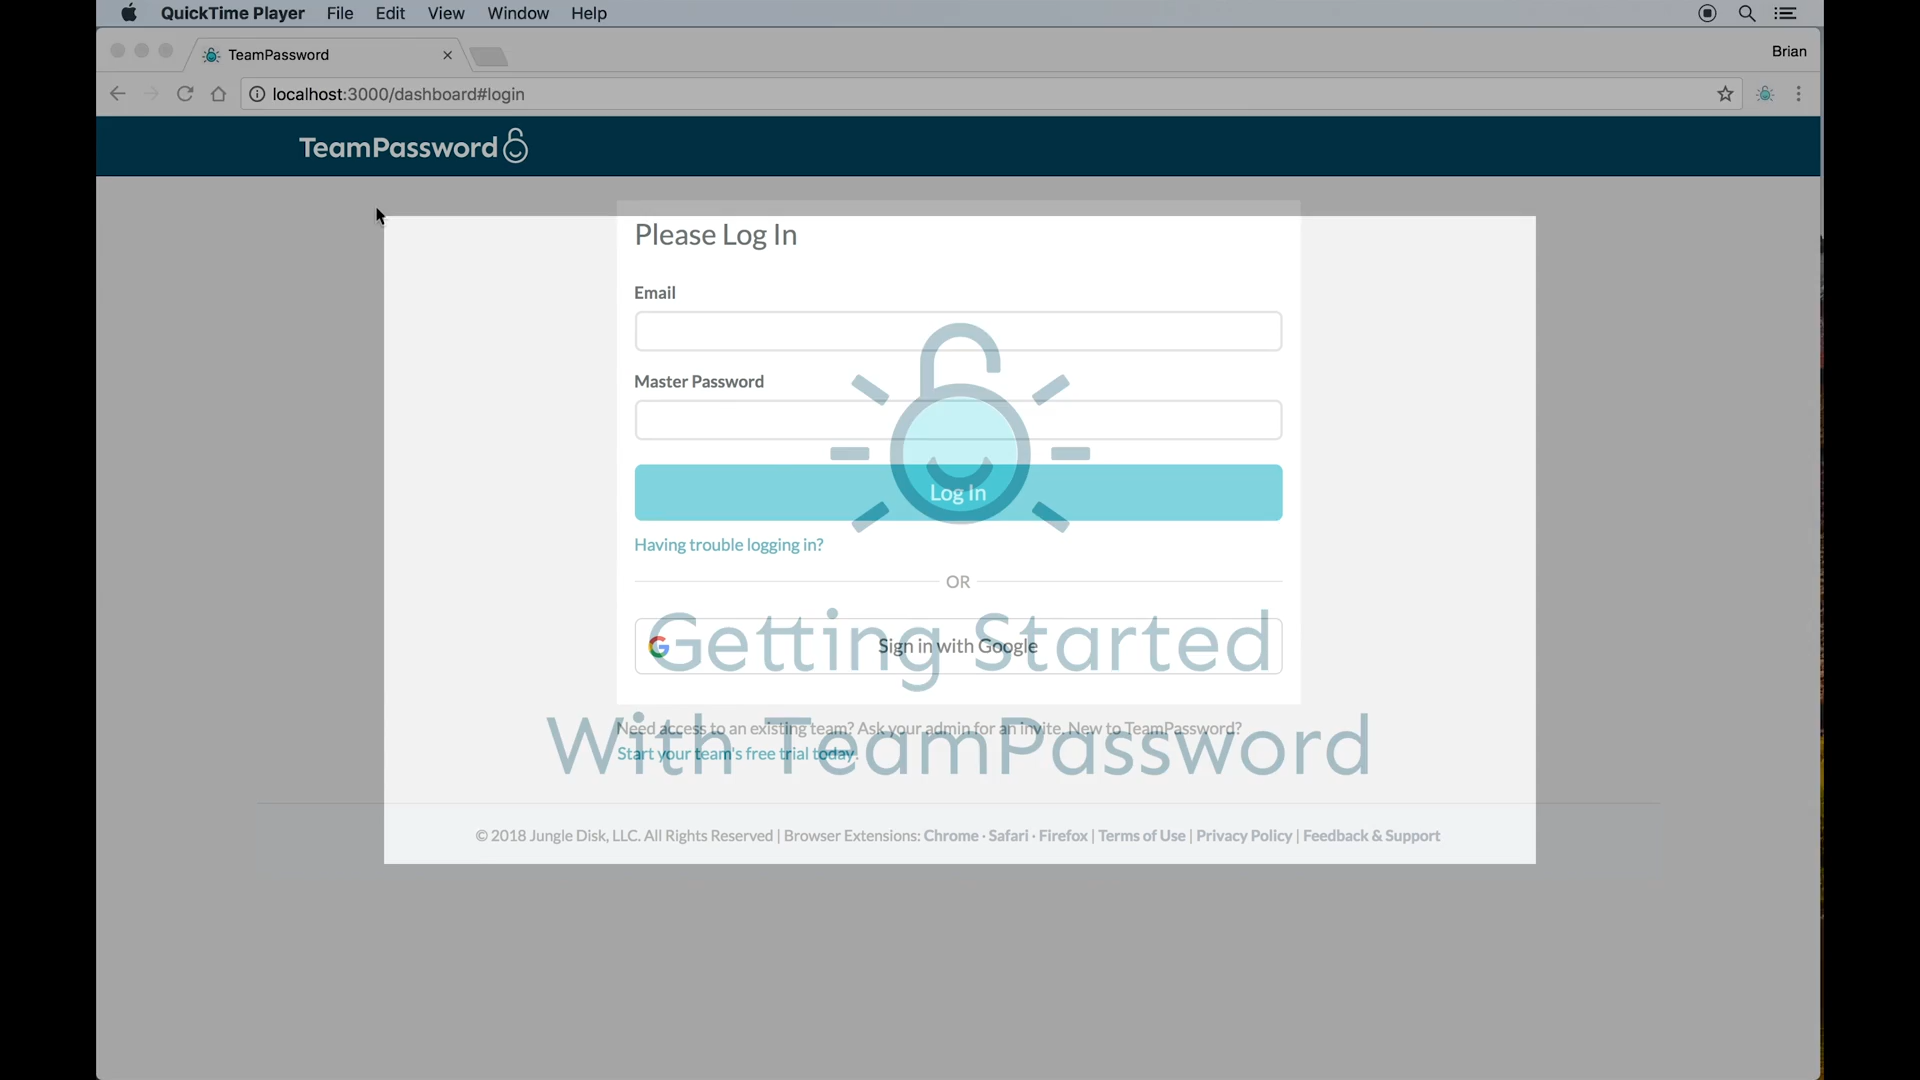 QuickTime Player File Edit View Window Help
TeamPassword
Brian
localhost:3000/dashboard#login
TeamPassword
Please Log In
Email
Master Password
Log In
Having trouble logging in?
OR
Getting Started
Sign in with Google
With TeamPassword
Need access to an existing team? Ask your admin for an invite. New to TeamPassword?
Start your team's free trial today.
© 2018 Jungle Disk, LLC. All Rights Reserved | Browser Extensions: Chrome · Safari · Firefox | Terms of Use | Privacy Policy | Feedback & Support